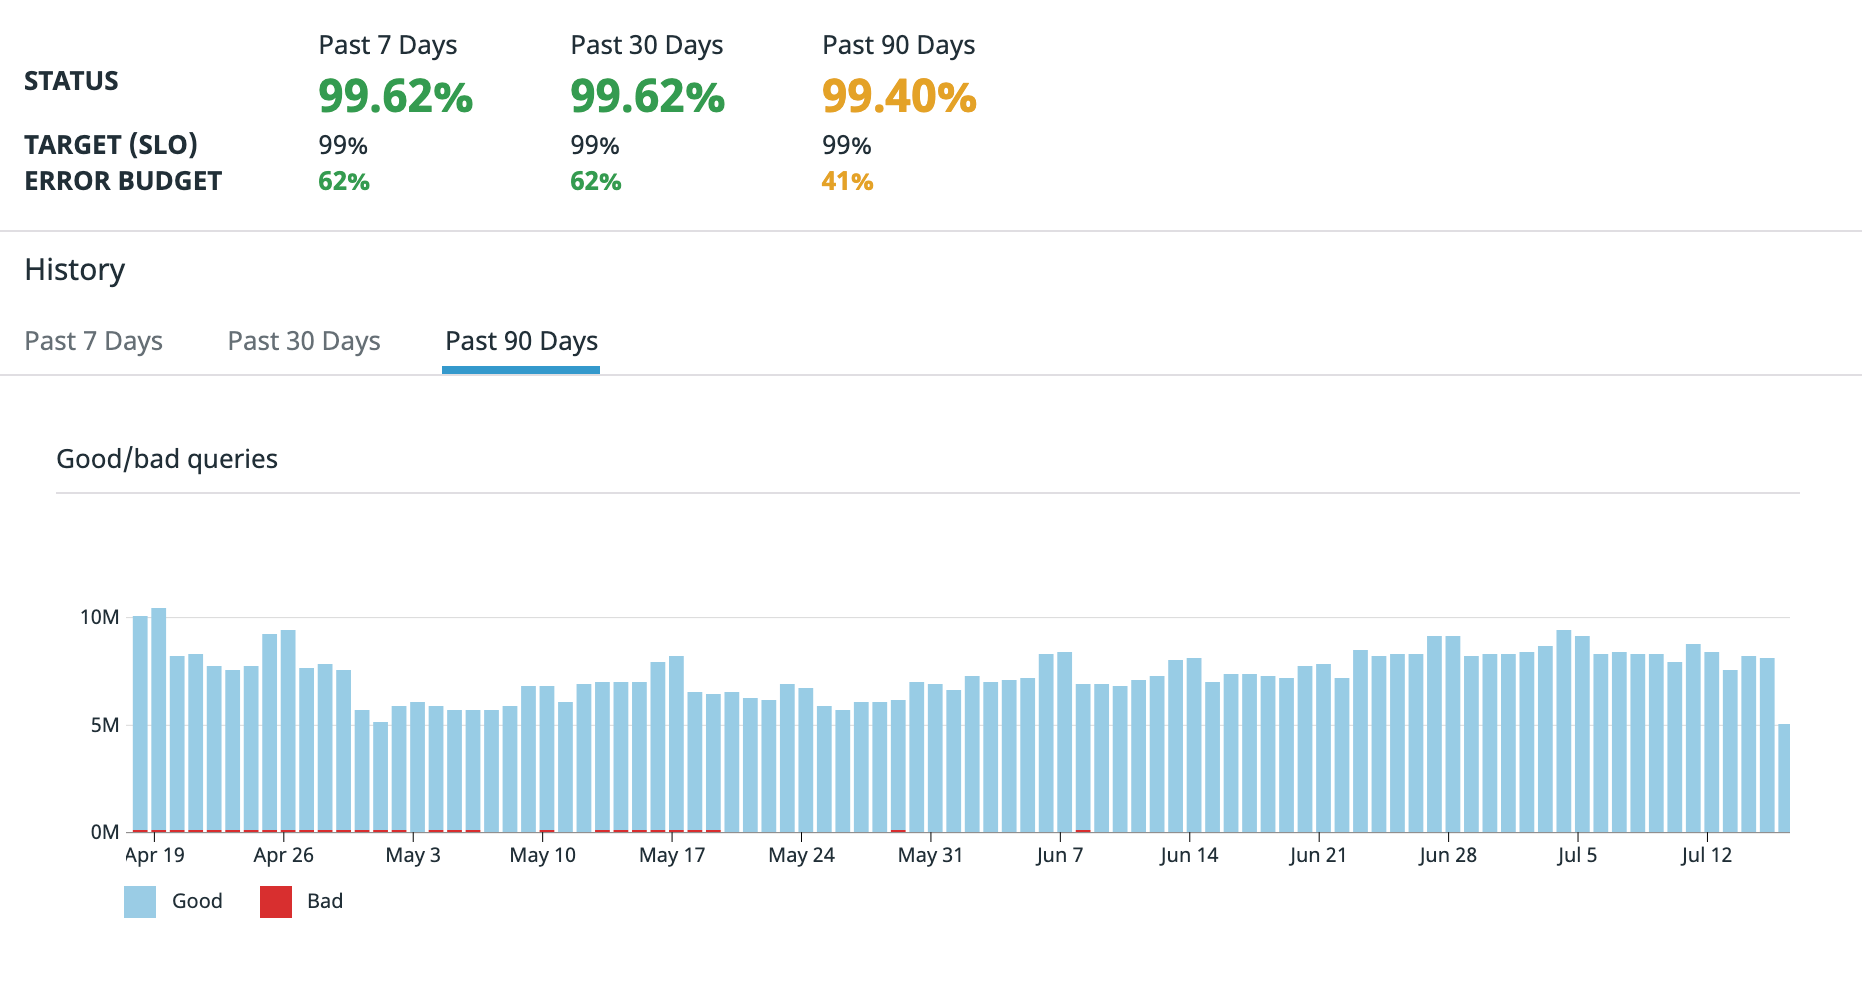 Past 7 Days Past 30 Days Past 90 Days
STATUS 99.62% 99.62% 99.40%
TARGET (SLO) 99% 99% 99%
ERROR BUDGET 62% 62% 41%
History
Past 7 Days Past 30 Days Past 90 Days
Good/bad queries
10M
5M
0M
Apr 19 Apr 26 May 3 May 10 May 17 May 24 May 31 Jun 7 Jun 14 Jun 21 Jun 28 Jul 5 Jul 12
Good Bad